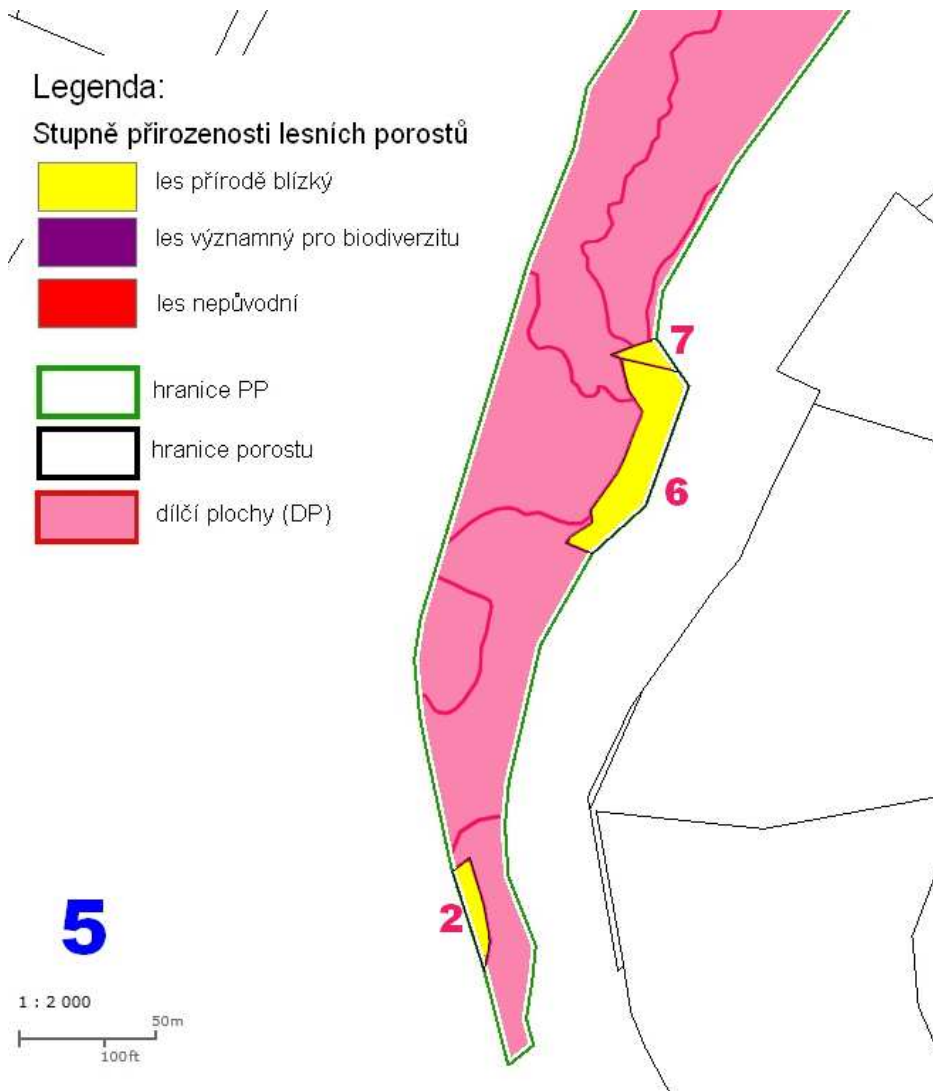 Legenda:
Stupně přirozenosti lesních porostů
les přírodě blízký
les významný pro biodiverzitu
les nepůvodní
hranice PP
hranice porostu
dílčí plochy (DP)
7
6
2
5
1 : 2 000
50m
100ft